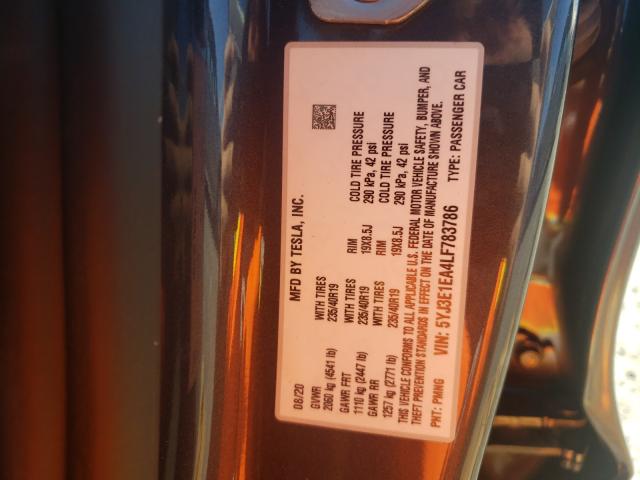 MFD BY TESLA, INC.
08/20
GVWR
2060 kg (4541 lb)
WITH TIRES
235/40R19
RIM
19X8.5J
COLD TIRE PRESSURE
290 kPa, 42 psi
GAWR FRT
1110 kg (2447 lb)
WITH TIRES
235/40R19
RIM
19X8.5J
COLD TIRE PRESSURE
290 kPa, 42 psi
GAWR RR
1257 kg (2771 lb)
235/40R19
19X8.5J
THIS VEHICLE CONFORMS TO ALL APPLICABLE U.S. FEDERAL MOTOR VEHICLE SAFETY, BUMPER, AND
THEFT PREVENTION STANDARDS IN EFFECT ON THE DATE OF MANUFACTURE SHOWN ABOVE.
VIN: 5YJ3E1EA4LF783786
PNT: PMNG
TYPE: PASSENGER CAR